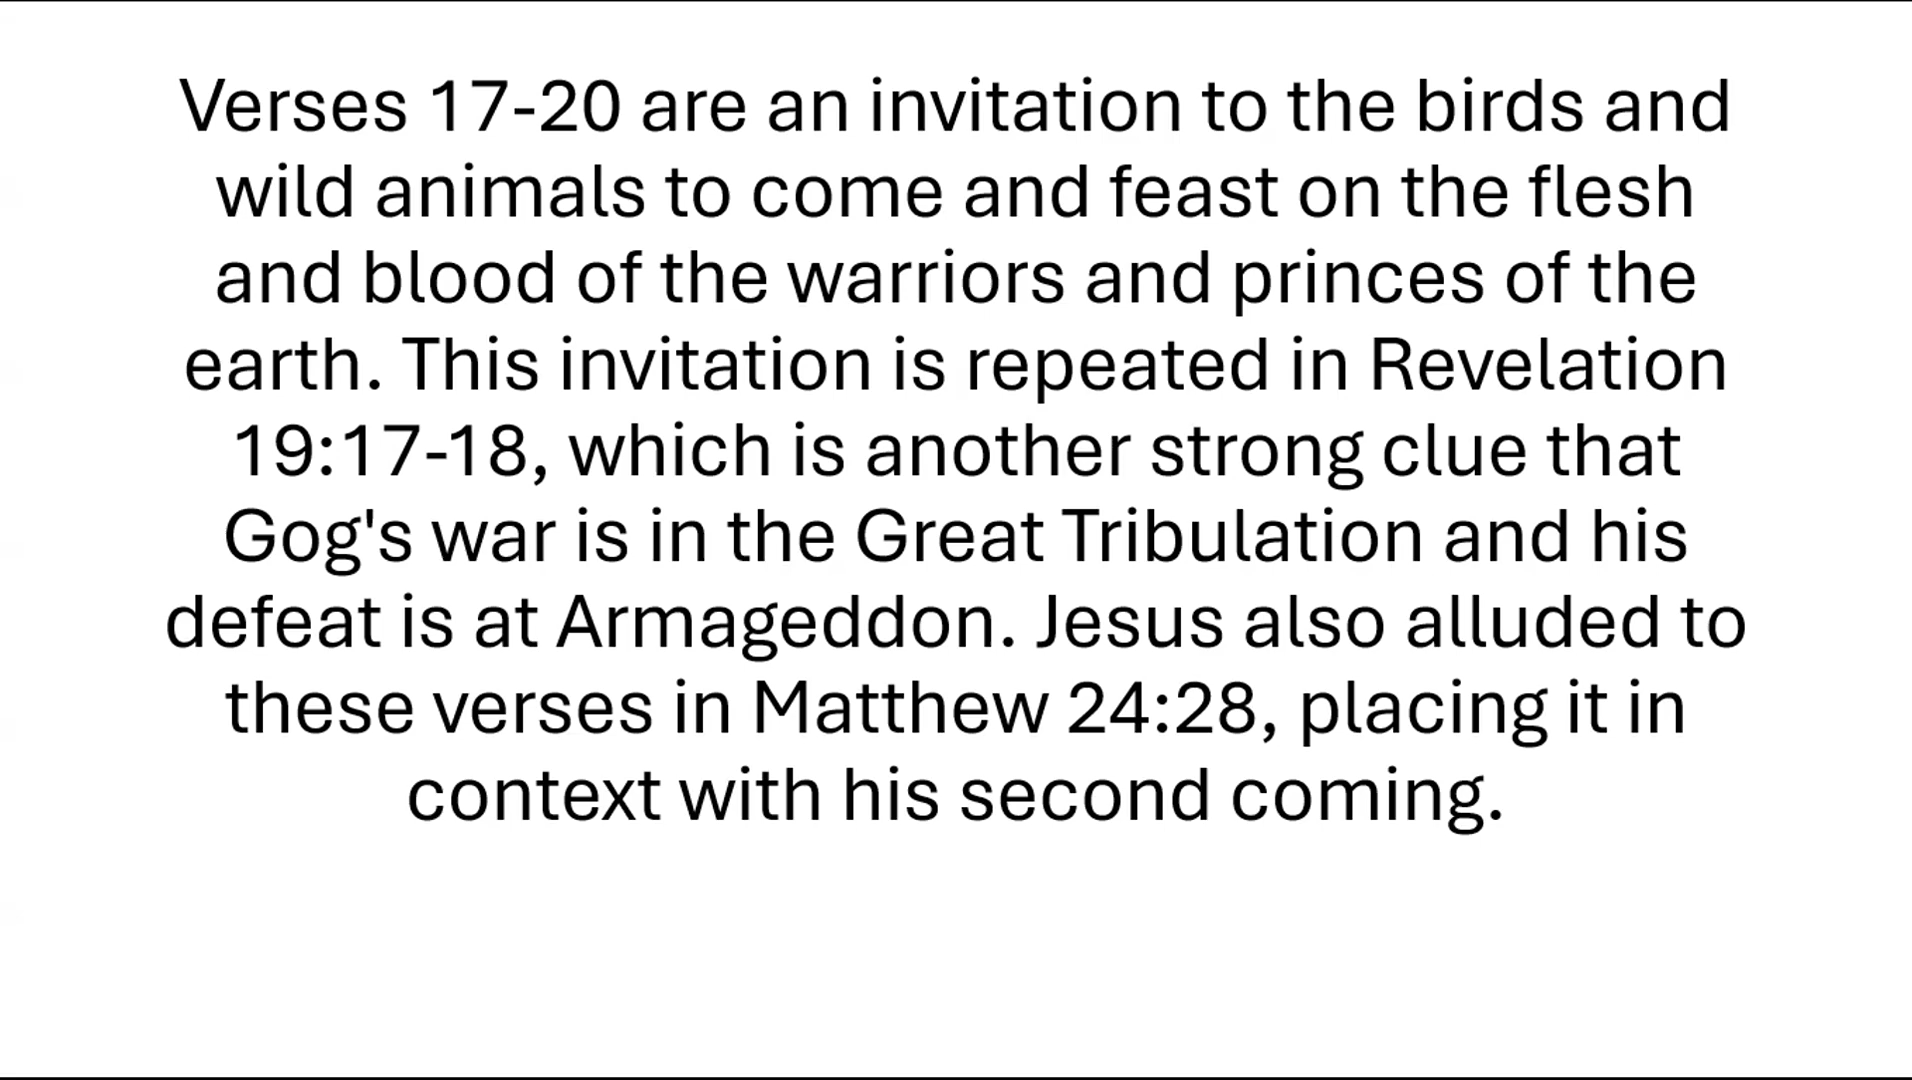 Verses 17-20 are an invitation to the birds and
wild animals to come and feast on the flesh
and blood of the warriors and princes of the
earth. This invitation is repeated in Revelation
19:17-18, which is another strong clue that
Gog's war is in the Great Tribulation and his
defeat is at Armageddon. Jesus also alluded to
these verses in Matthew 24:28, placing it in
context with his second coming.